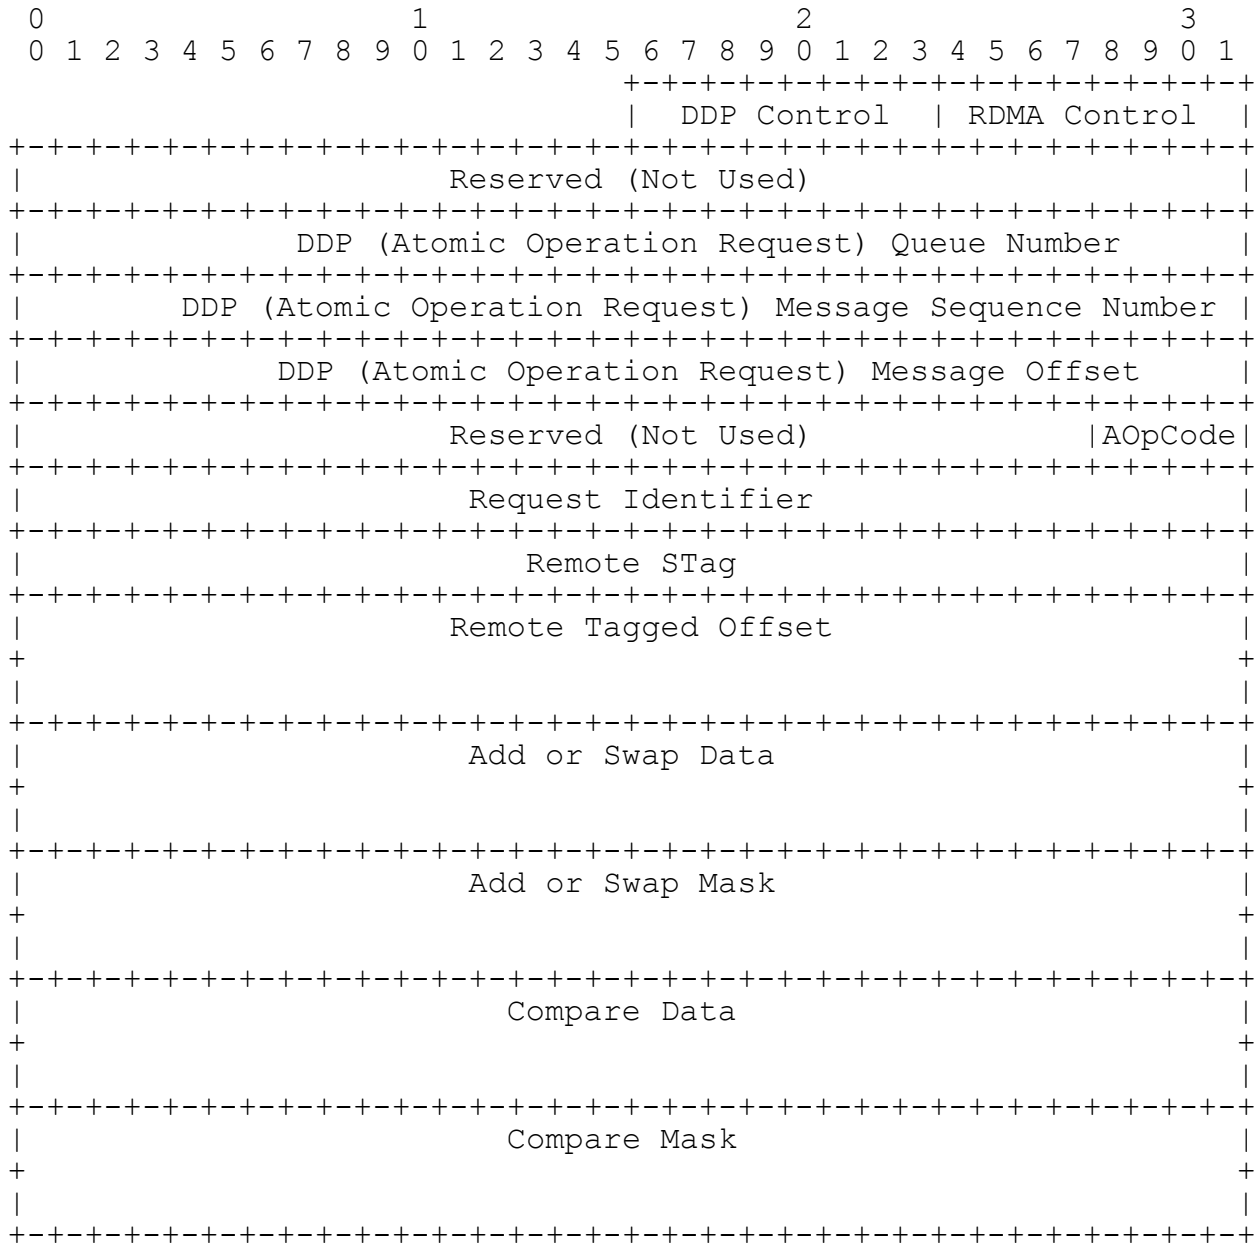 0                   1                   2                   3
0 1 2 3 4 5 6 7 8 9 0 1 2 3 4 5 6 7 8 9 0 1 2 3 4 5 6 7 8 9 0 1
| DDP Control | RDMA Control |
| Reserved (Not Used) |
| DDP (Atomic Operation Request) Queue Number |
| DDP (Atomic Operation Request) Message Sequence Number |
| DDP (Atomic Operation Request) Message Offset |
| Reserved (Not Used) |AOpCode|
| Request Identifier |
| Remote STag |
| Remote Tagged Offset |
| Add or Swap Data |
| Add or Swap Mask |
| Compare Data |
| Compare Mask |